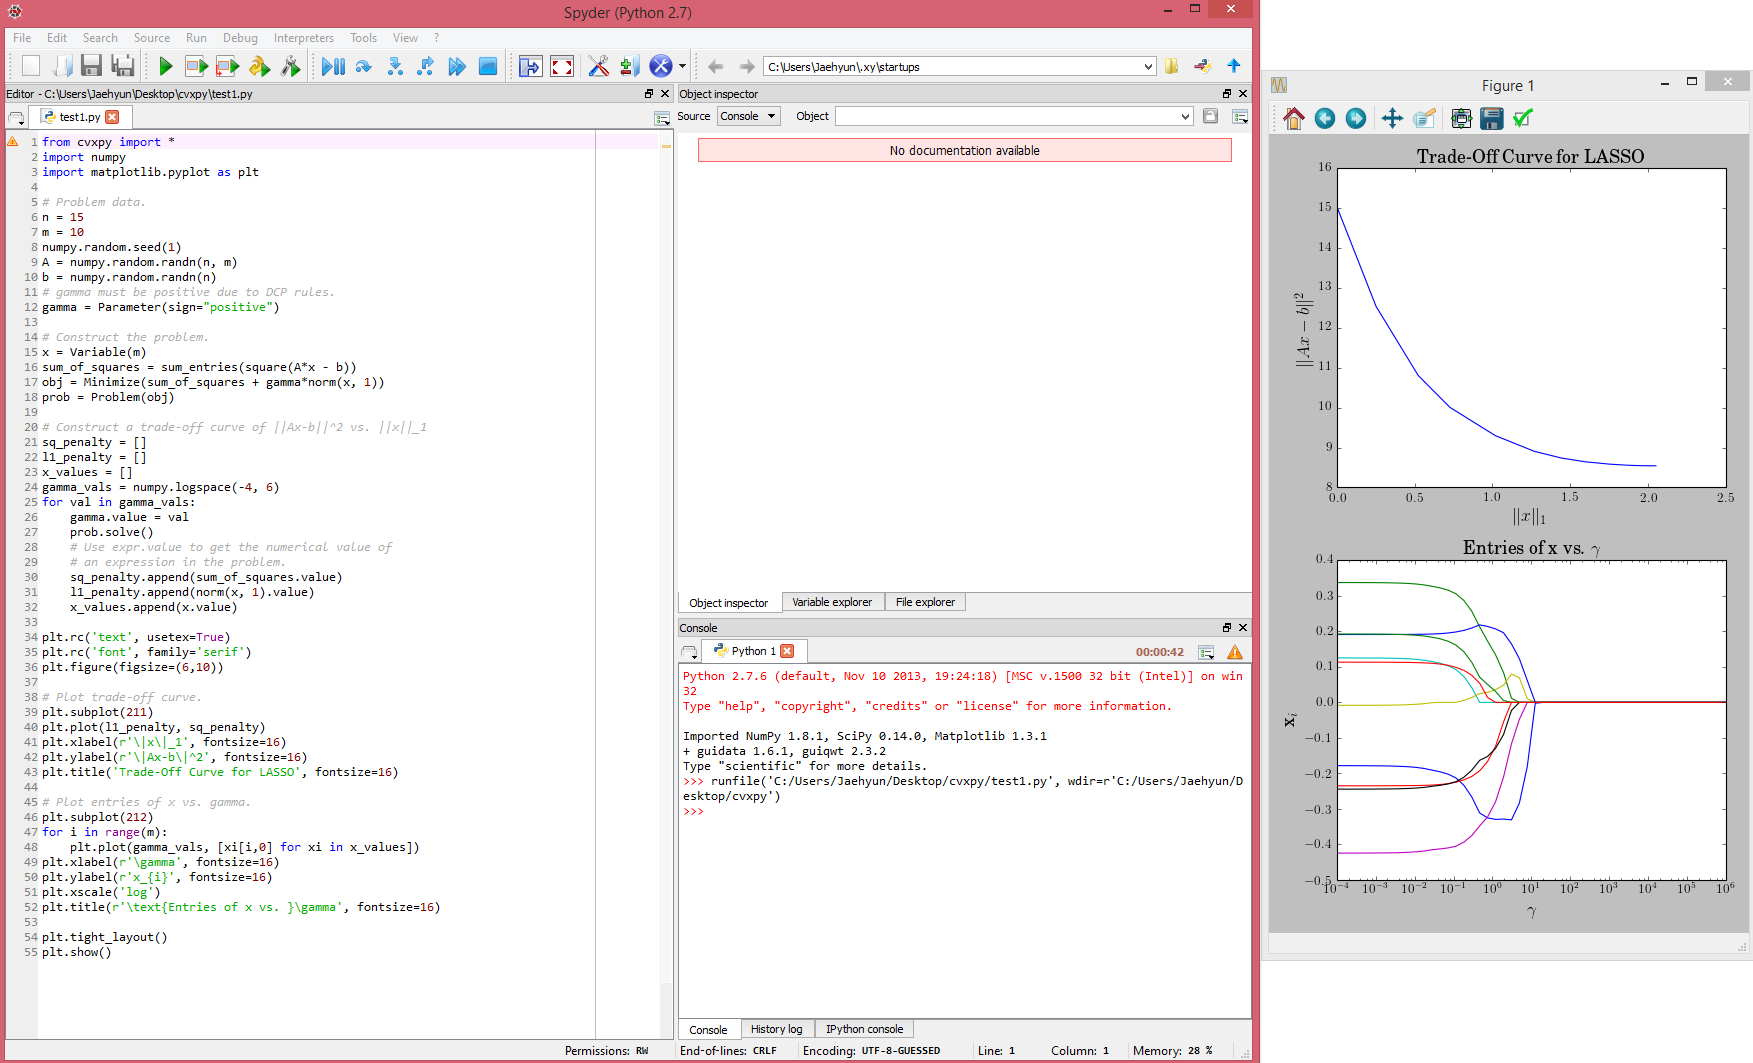 Spyder (Python 2.7)
File Edit Search Source Run Debug Interpreters Tools View ?
C:\Users\Jaehyun\.xy\startups
Editor - C:\Users\Jaehyun\Desktop\cvxpy\test1.py
test1.py
1 from cvxpy import *
2 import numpy
3 import matplotlib.pyplot as plt
4
5 # Problem data.
6 n = 15
7 m = 10
8 numpy.random.seed(1)
9 A = numpy.random.randn(n, m)
10 b = numpy.random.randn(n)
11 # gamma must be positive due to DCP rules.
12 gamma = Parameter(sign="positive")
13
14 # Construct the problem.
15 x = Variable(m)
16 sum_of_squares = sum_entries(square(A*x - b))
17 obj = Minimize(sum_of_squares + gamma*norm(x, 1))
18 prob = Problem(obj)
19
20 # Construct a trade-off curve of ||Ax-b||^2 vs. ||x||_1
21 sq_penalty = []
22 l1_penalty = []
23 x_values = []
24 gamma_vals = numpy.logspace(-4, 6)
25 for val in gamma_vals:
26     gamma.value = val
27     prob.solve()
28     # Use expr.value to get the numerical value of
29     # an expression in the problem.
30     sq_penalty.append(sum_of_squares.value)
31     l1_penalty.append(norm(x, 1).value)
32     x_values.append(x.value)
33
34 plt.rc('text', usetex=True)
35 plt.rc('font', family='serif')
36 plt.figure(figsize=(6,10))
37
38 # Plot trade-off curve.
39 plt.subplot(211)
40 plt.plot(l1_penalty, sq_penalty)
41 plt.xlabel(r'\|x\|_1', fontsize=16)
42 plt.ylabel(r'\|Ax-b\|^2', fontsize=16)
43 plt.title('Trade-Off Curve for LASSO', fontsize=16)
44
45 # Plot entries of x vs. gamma.
46 plt.subplot(212)
47 for i in range(m):
48     plt.plot(gamma_vals, [xi[i,0] for xi in x_values])
49 plt.xlabel(r'\gamma', fontsize=16)
50 plt.ylabel(r'x_{i}', fontsize=16)
51 plt.xscale('log')
52 plt.title(r'\text{Entries of x vs. }\gamma', fontsize=16)
53
54 plt.tight_layout()
55 plt.show()
Object inspector
Source Console Object
No documentation available
Object inspector Variable explorer File explorer
Console
Python 1 00:00:42
Python 2.7.6 (default, Nov 10 2013, 19:24:18) [MSC v.1500 32 bit (Intel)] on win
32
Type "help", "copyright", "credits" or "license" for more information.
Imported NumPy 1.8.1, SciPy 0.14.0, Matplotlib 1.3.1
+ guidata 1.6.1, guiqwt 2.3.2
Type "scientific" for more details.
>>> runfile('C:/Users/Jaehyun/Desktop/cvxpy/test1.py', wdir=r'C:/Users/Jaehyun/D
esktop/cvxpy')
>>>
Console History log IPython console
Permissions: RW End-of-lines: CRLF Encoding: UTF-8-GUESSED Line: 1 Column: 1 Memory: 28 %
Figure 1
Trade-Off Curve for LASSO
16
15
14
13
12
11
10
9
8
||Ax − b||²
0.0 0.5 1.0 1.5 2.0 2.5
||x||₁
Entries of x vs. γ
0.4
0.3
0.2
0.1
0.0
−0.1
−0.2
−0.3
−0.4
−0.5
xᵢ
10⁻⁴ 10⁻³ 10⁻² 10⁻¹ 10⁰ 10¹ 10² 10³ 10⁴ 10⁵ 10⁶
γ